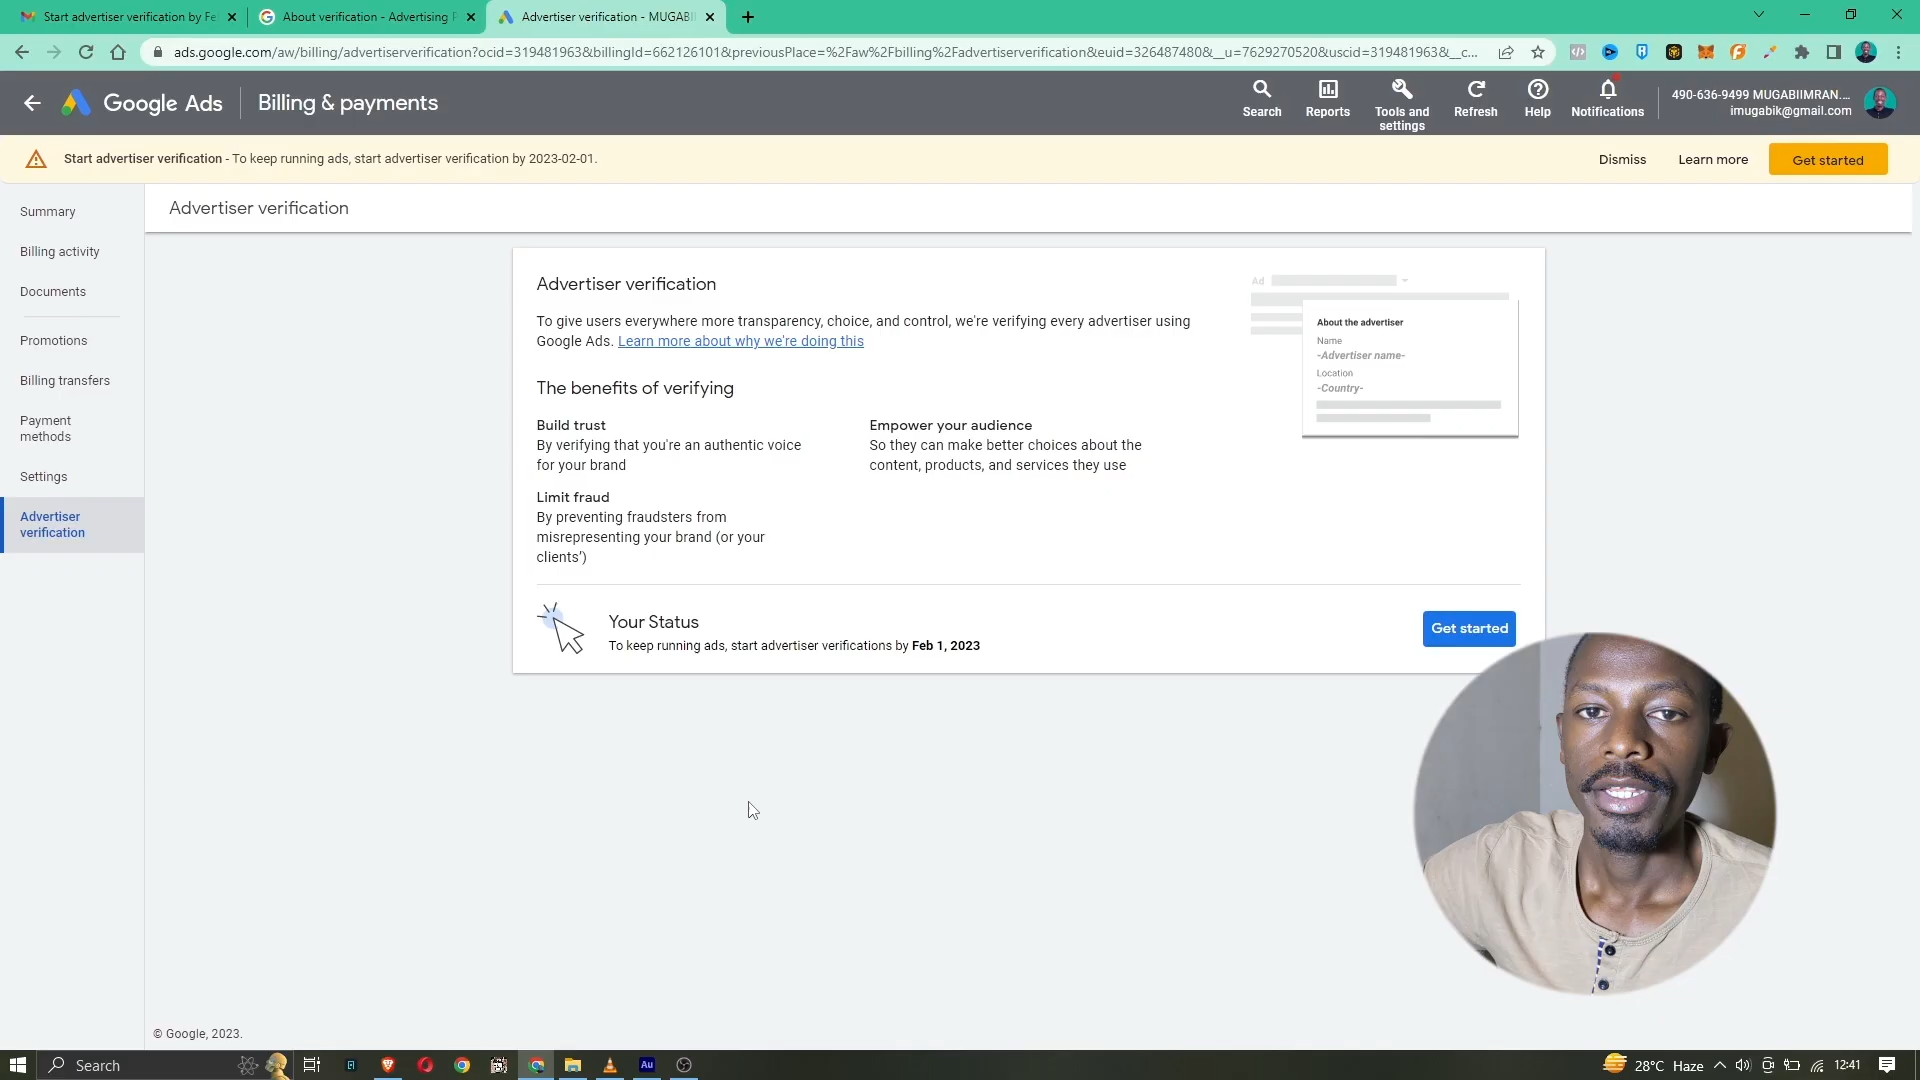 Start advertiser verification by Fe
About verification - Advertising P
Advertiser verification - MUGABII
ads.google.com/aw/billing/advertiserverification?ocid=319481963&billingId=662126101&previousPlace=%2Faw%2Fbilling%2Fadvertiserverification&euid=326487480&__u=7629270520&uscid=319481963&__c...
Google Ads
Billing & payments
Search
Reports
Tools and
settings
Refresh
Help
Notifications
490-636-9499 MUGABIIMRAN....
imugabik@gmail.com
Start advertiser verification - To keep running ads, start advertiser verification by 2023-02-01.
Dismiss
Learn more
Get started
Summary
Billing activity
Documents
Promotions
Billing transfers
Payment
methods
Settings
Advertiser
verification
Advertiser verification
Advertiser verification
To give users everywhere more transparency, choice, and control, we're verifying every advertiser using
Google Ads. Learn more about why we're doing this
The benefits of verifying
Build trust
By verifying that you're an authentic voice
for your brand
Empower your audience
So they can make better choices about the
content, products, and services they use
Limit fraud
By preventing fraudsters from
misrepresenting your brand (or your
clients’)
Ad
About the advertiser
Name
-Advertiser name-
Location
-Country-
Your Status
To keep running ads, start advertiser verifications by Feb 1, 2023
Get started
© Google, 2023.
Search
Au
28°C Haze
12:41